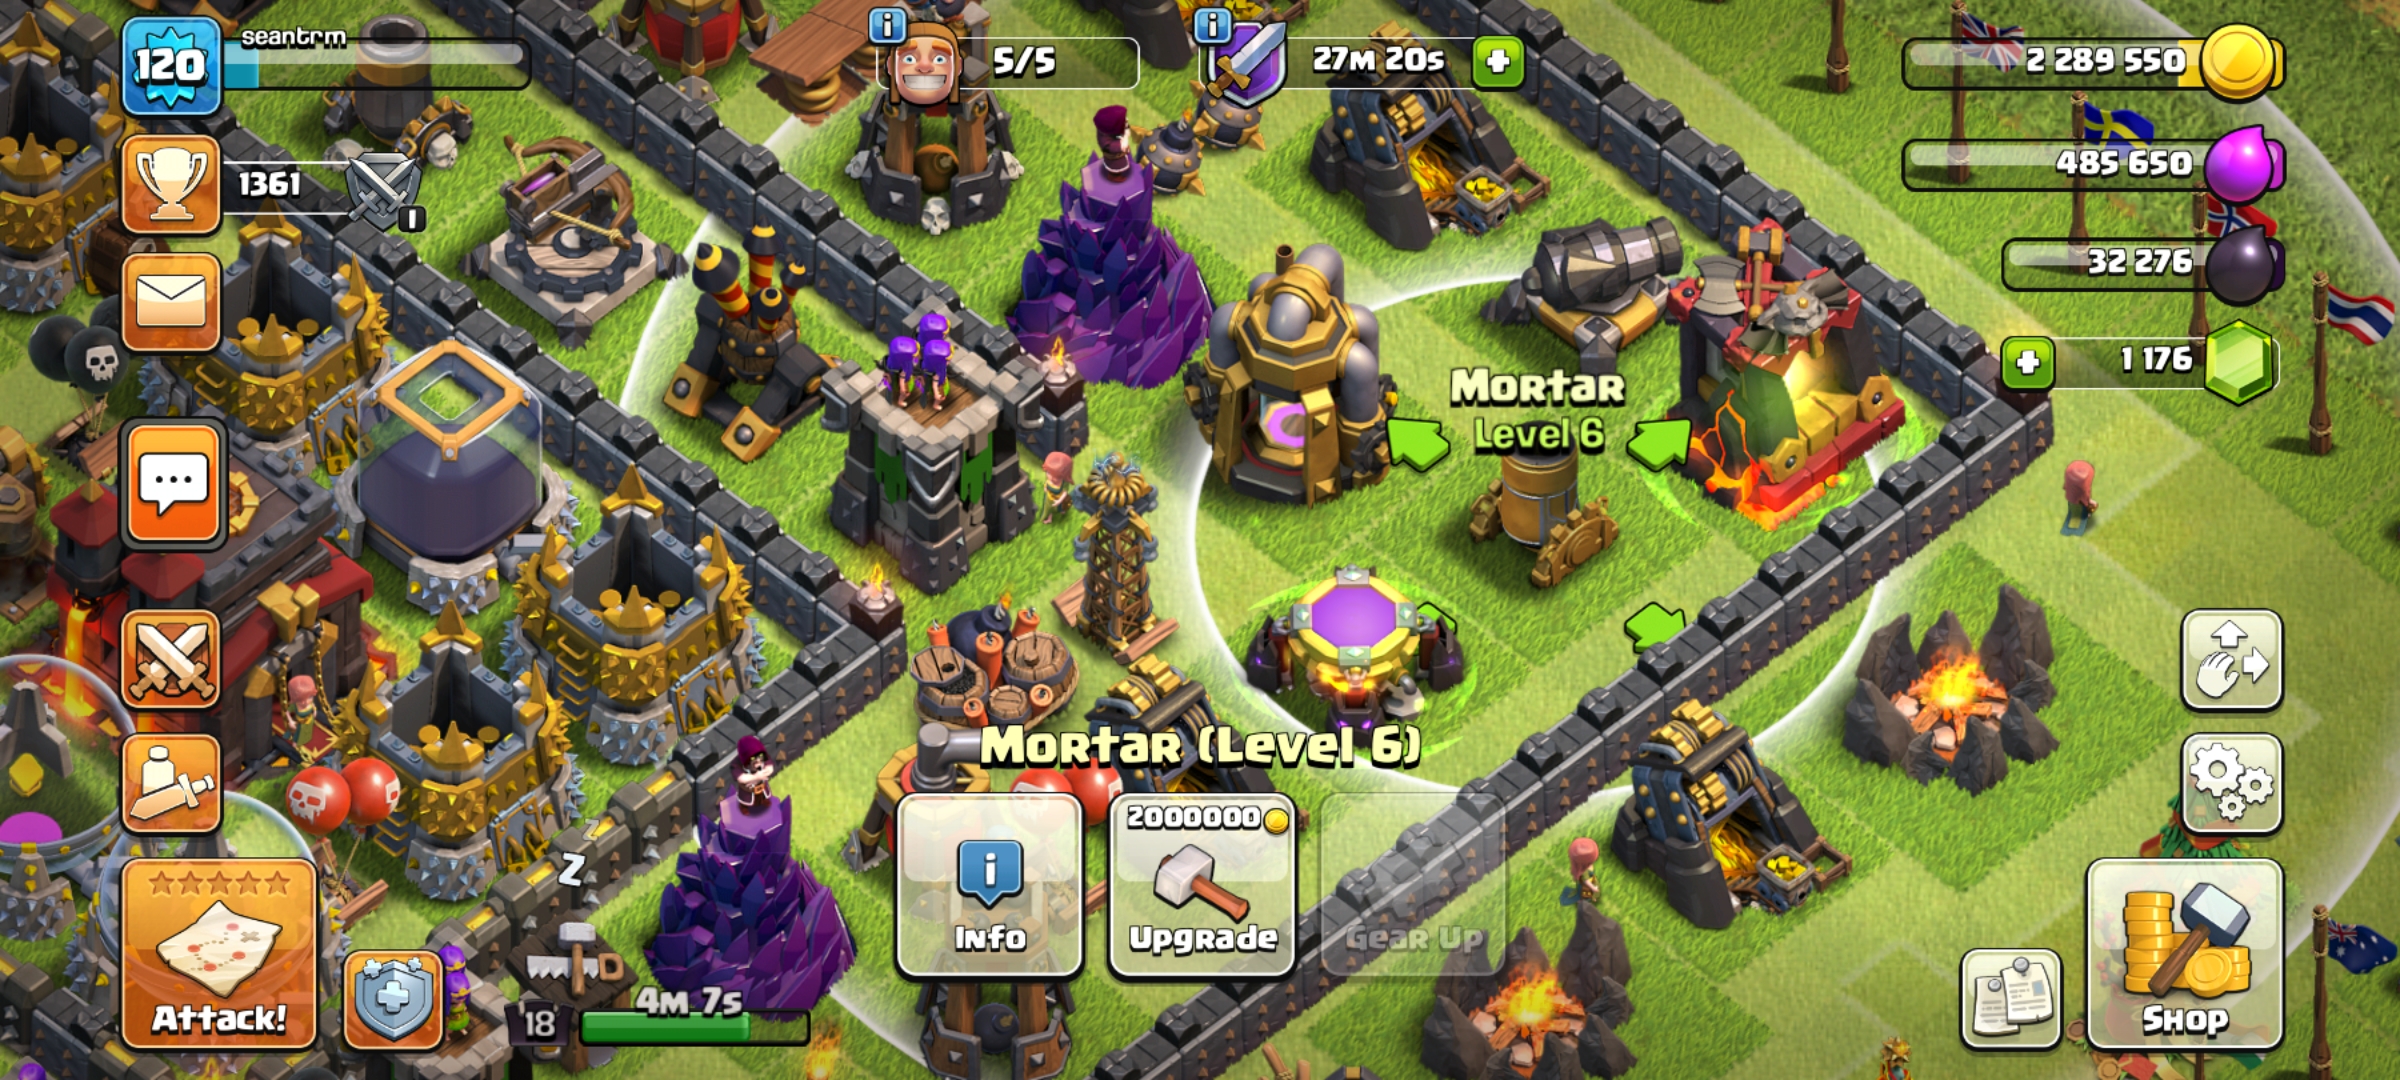 120
seantrm
5/5
27M 20s
2 289 550
1361
I
485 650
32 276
1 176
Mortar
Level 6
Mortar (Level 6)
2000000
Info
Upgrade
Gear Up
z
Z
Attack!
18
4M 7s
Shop